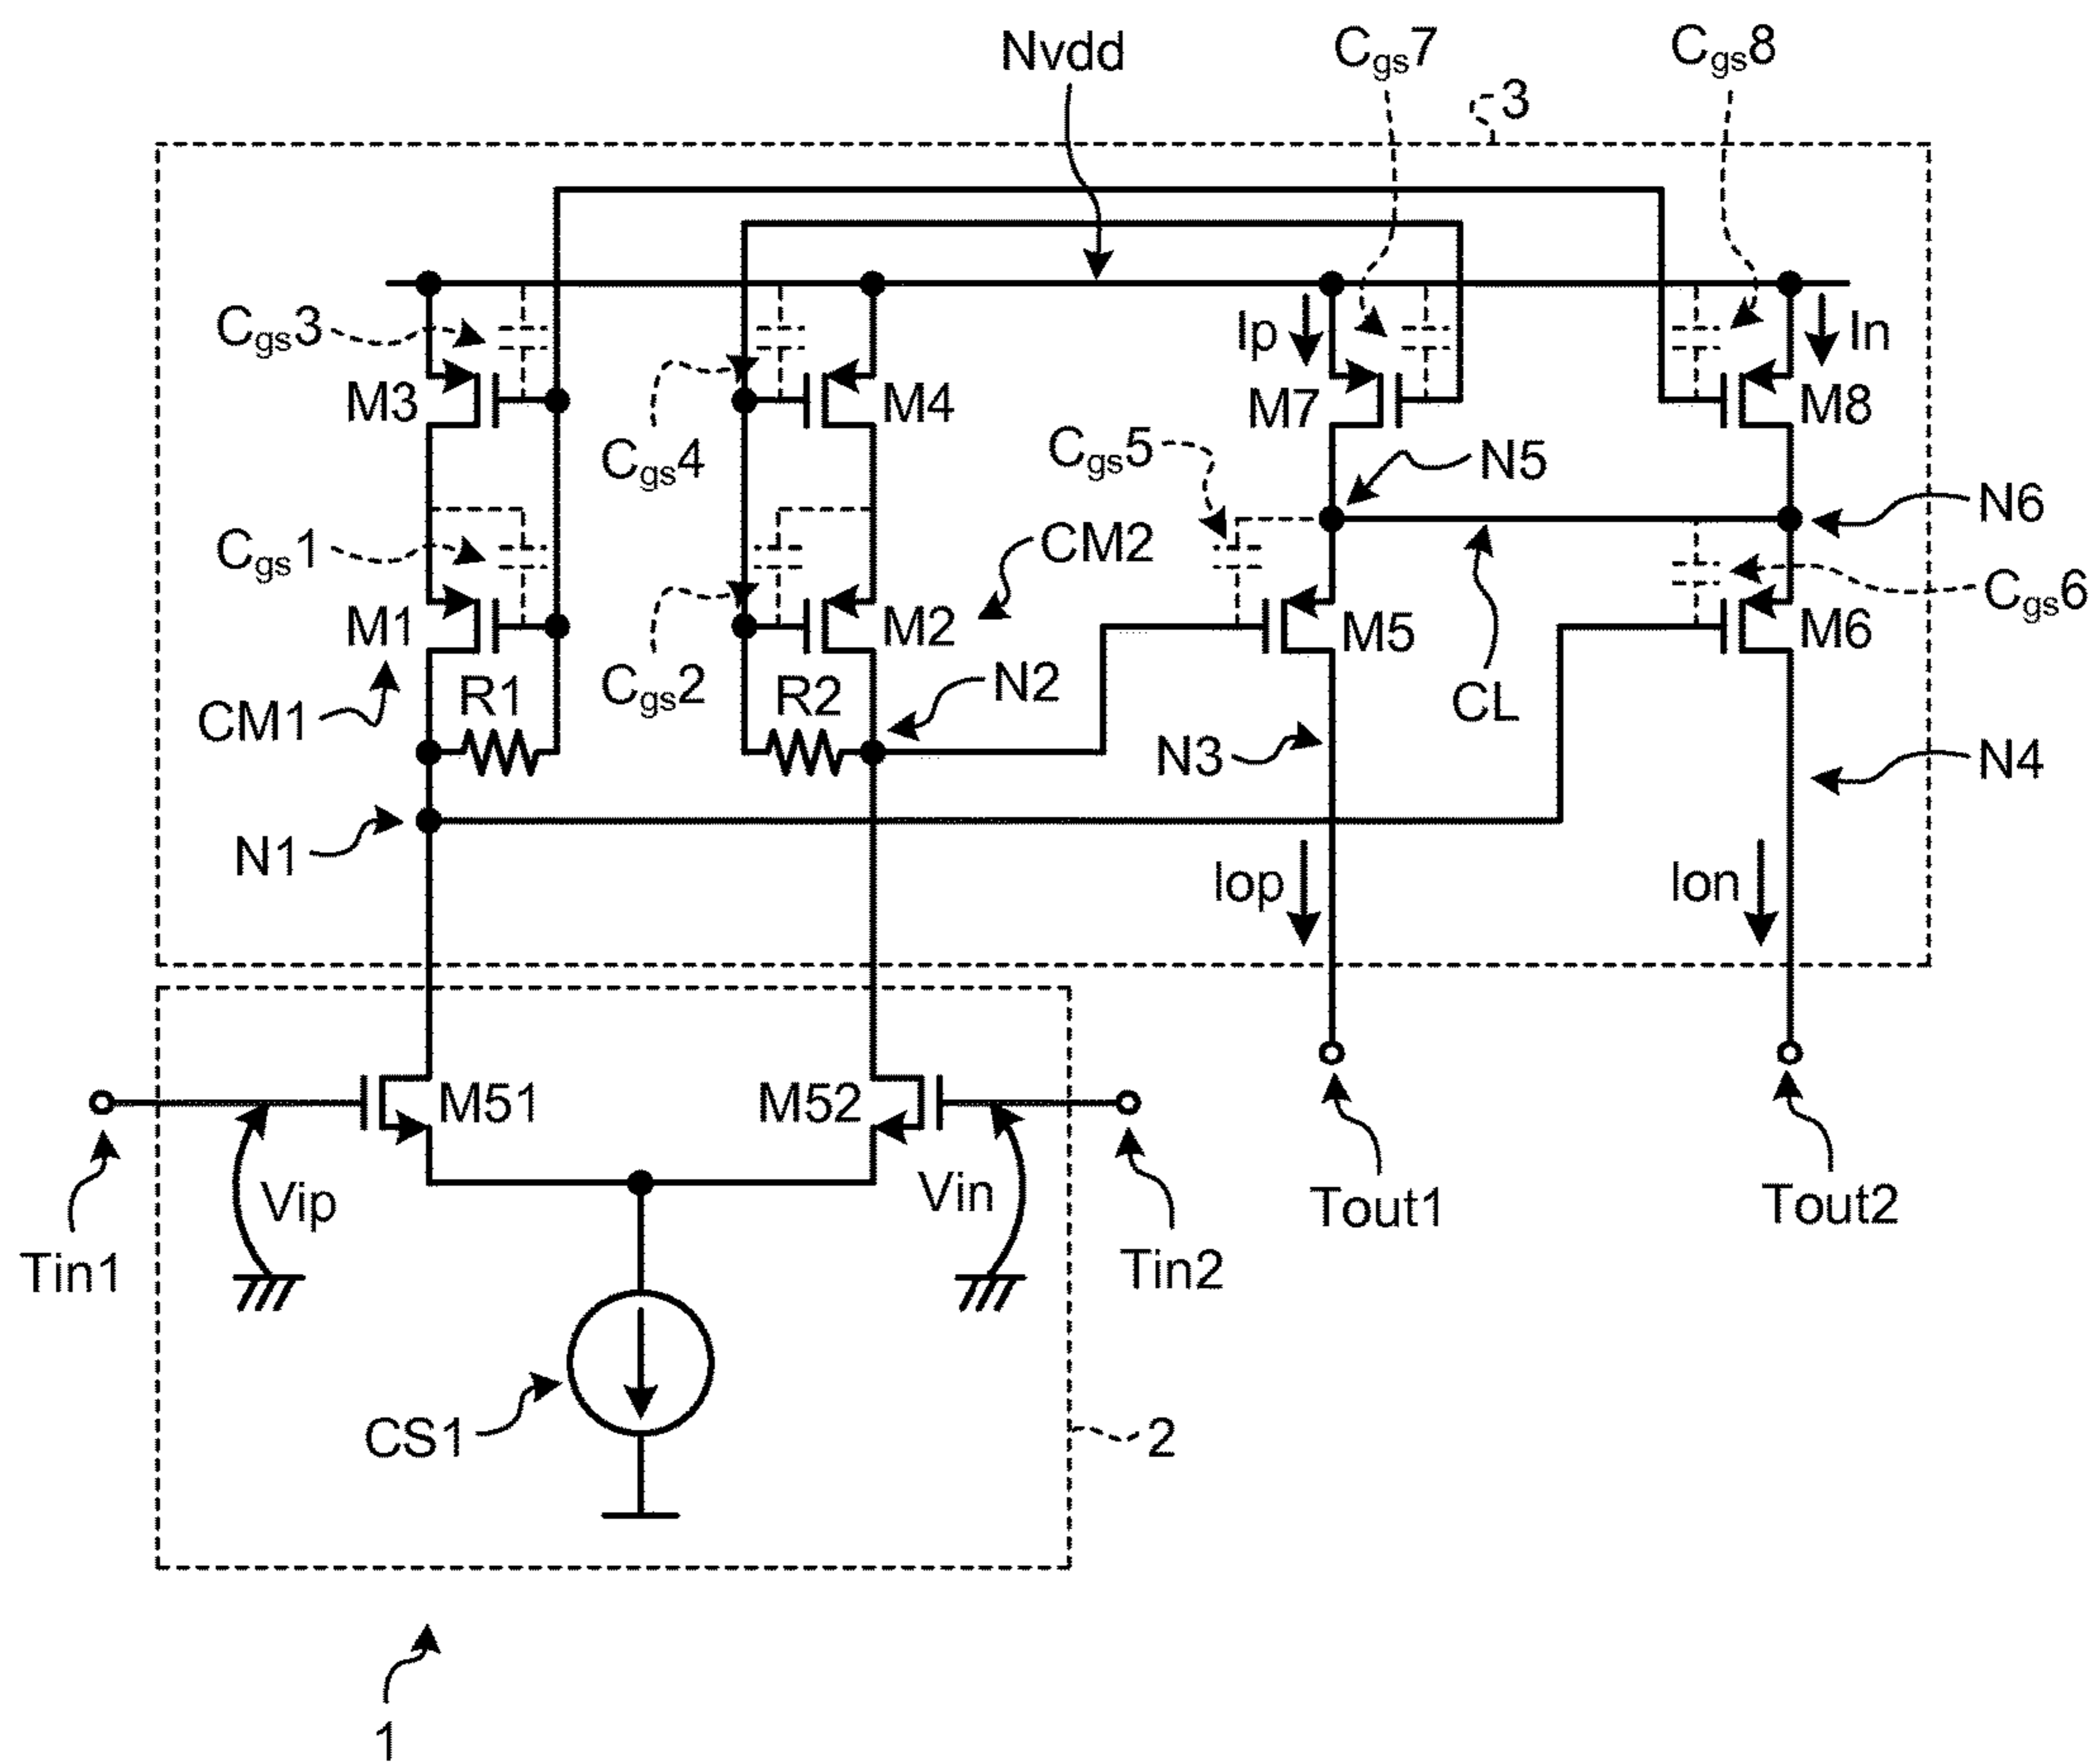 Nvdd
Cgs7
Cgs8
3
Cgs3
Ip
In
M3
M4
M7
M8
Cgs4
Cgs5
N5
N6
Cgs1
CM2
Cgs6
M1
M2
M5
M6
Cgs2
R1
R2
N2
CL
CM1
N3
N4
N1
Iop
Ion
M51
M52
Vip
Vin
Tout1
Tout2
Tin1
Tin2
CS1
2
1